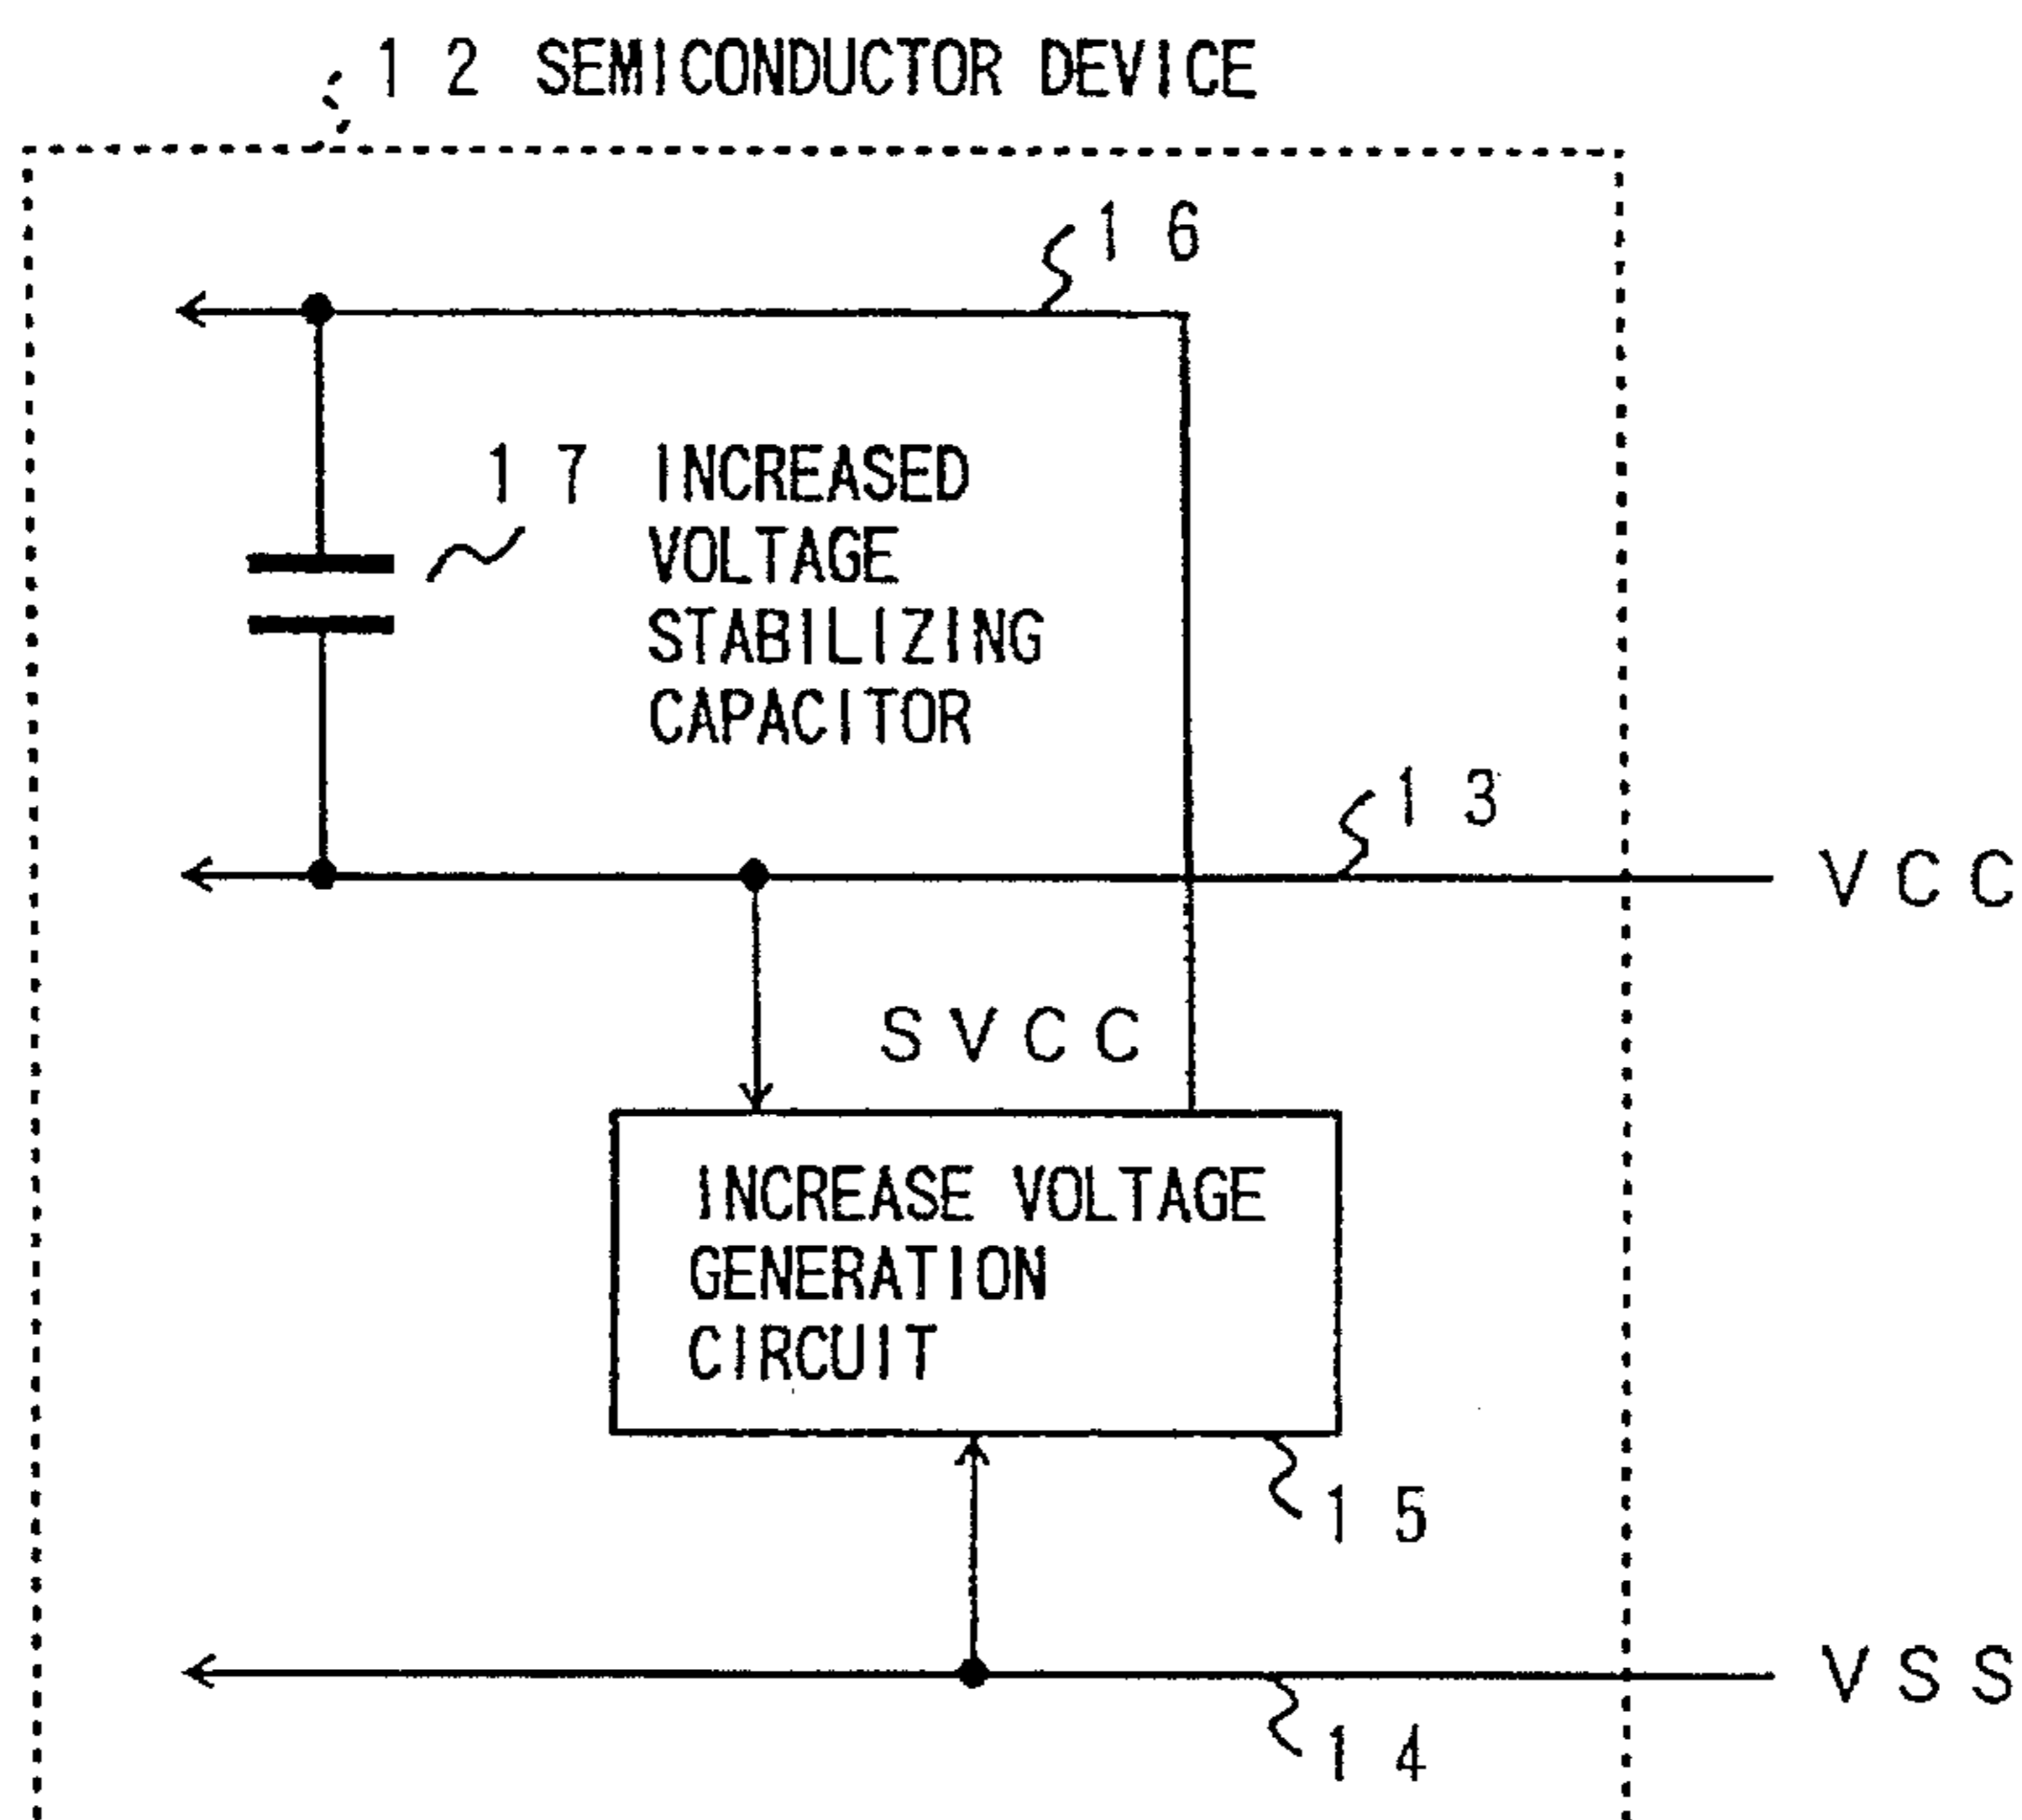 12 SEMICONDUCTOR DEVICE
16
17 INCREASED
VOLTAGE
STABILIZING
CAPACITOR
13
VCC
SVCC
INCREASE VOLTAGE
GENERATION
CIRCUIT
15
VSS
14